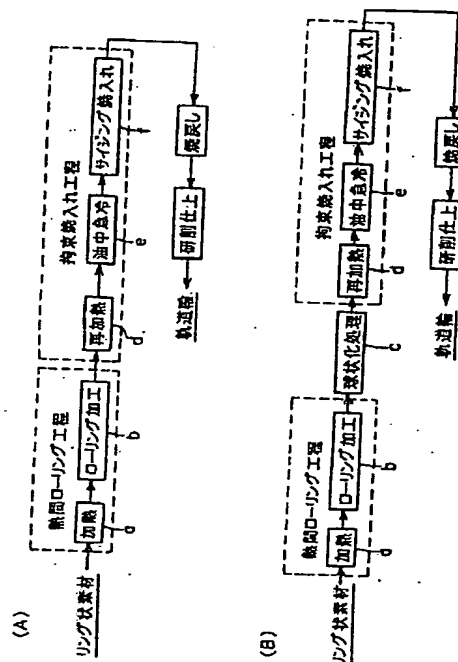 (A)
熱間ローリング工程
拘束焼入れ工程
リング状素材
加熱
ローリング加工
再加熱
油中急冷
サイジング焼入れ
a
b
d
e
f
焼戻し
研削仕上
軌道輪
(B)
熱間ローリング工程
拘束焼入れ工程
リング状素材
加熱
ローリング加工
球状化処理
再加熱
油中急冷
サイジング焼入れ
a
b
c
d
e
f
焼戻し
研削仕上
軌道輪